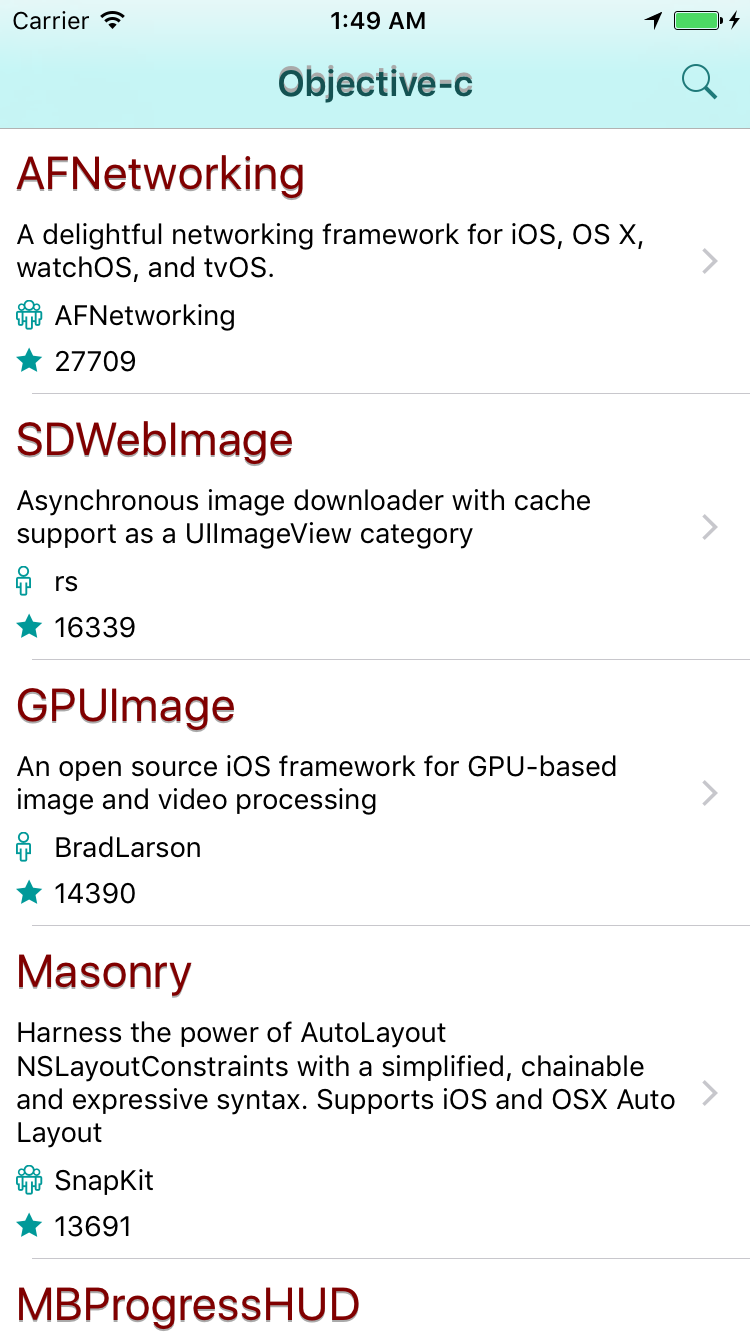 Carrier 1:49 AM
Objective-c
AFNetworking
A delightful networking framework for iOS, OS X,
watchOS, and tvOS.
AFNetworking
27709
SDWebImage
Asynchronous image downloader with cache
support as a UIImageView category
rs
16339
GPUImage
An open source iOS framework for GPU-based
image and video processing
BradLarson
14390
Masonry
Harness the power of AutoLayout
NSLayoutConstraints with a simplified, chainable
and expressive syntax. Supports iOS and OSX Auto
Layout
SnapKit
13691
MBProgressHUD